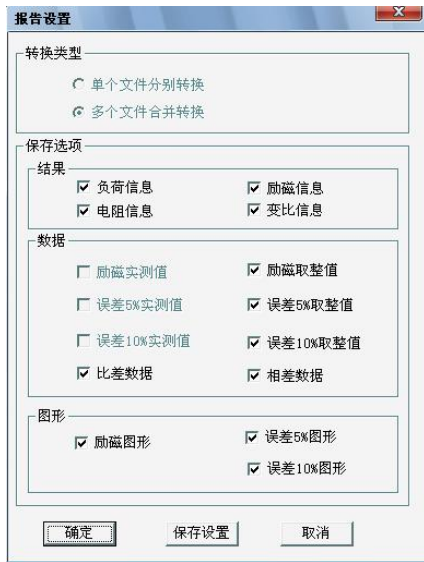 报告设置
转换类型
单个文件分别转换
多个文件合并转换
保存选项
结果
负荷信息 励磁信息
电阻信息 变比信息
数据
励磁实测值 励磁取整值
误差5%实测值 误差5%取整值
误差10%实测值 误差10%取整值
比差数据 相差数据
图形
励磁图形 误差5%图形
误差10%图形
确定 保存设置 取消